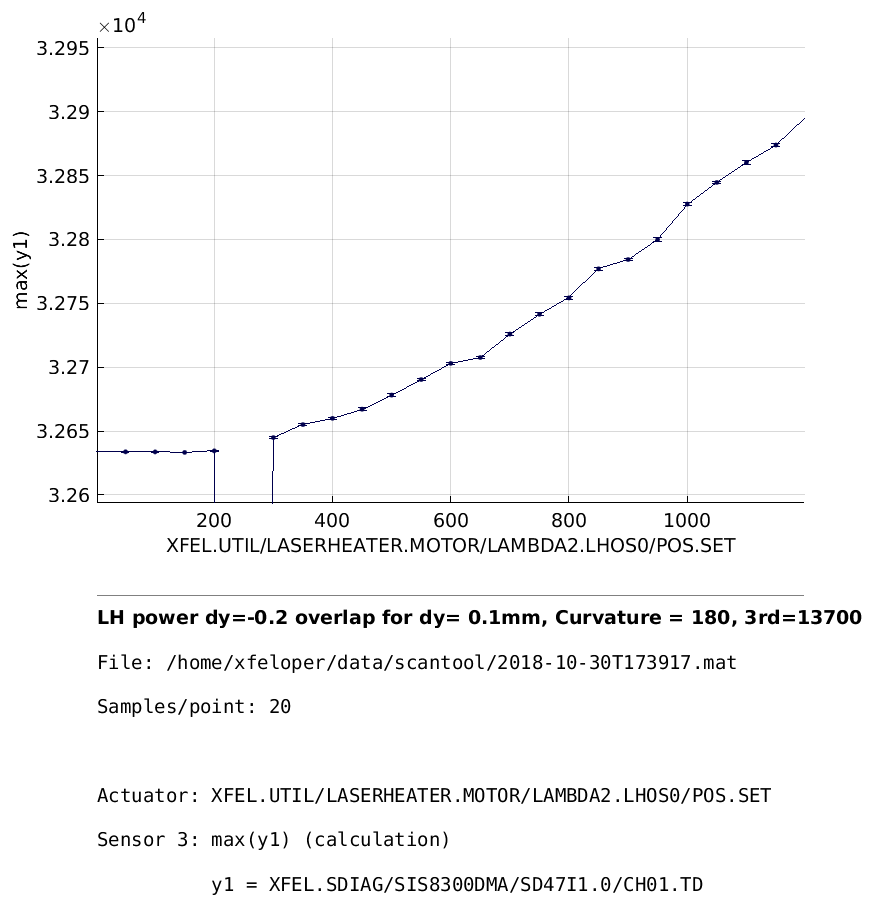 ×10⁴
3.295
3.29
3.285
3.28
3.275
3.27
3.265
3.26
max(y1)
200 400 600 800 1000
XFEL.UTIL/LASERHEATER.MOTOR/LAMBDA2.LHOS0/POS.SET
LH power dy=-0.2 overlap for dy= 0.1mm, Curvature = 180, 3rd=13700
File: /home/xfeloper/data/scantool/2018-10-30T173917.mat
Samples/point: 20
Actuator: XFEL.UTIL/LASERHEATER.MOTOR/LAMBDA2.LHOS0/POS.SET
Sensor 3: max(y1) (calculation)
y1 = XFEL.SDIAG/SIS8300DMA/SD47I1.0/CH01.TD